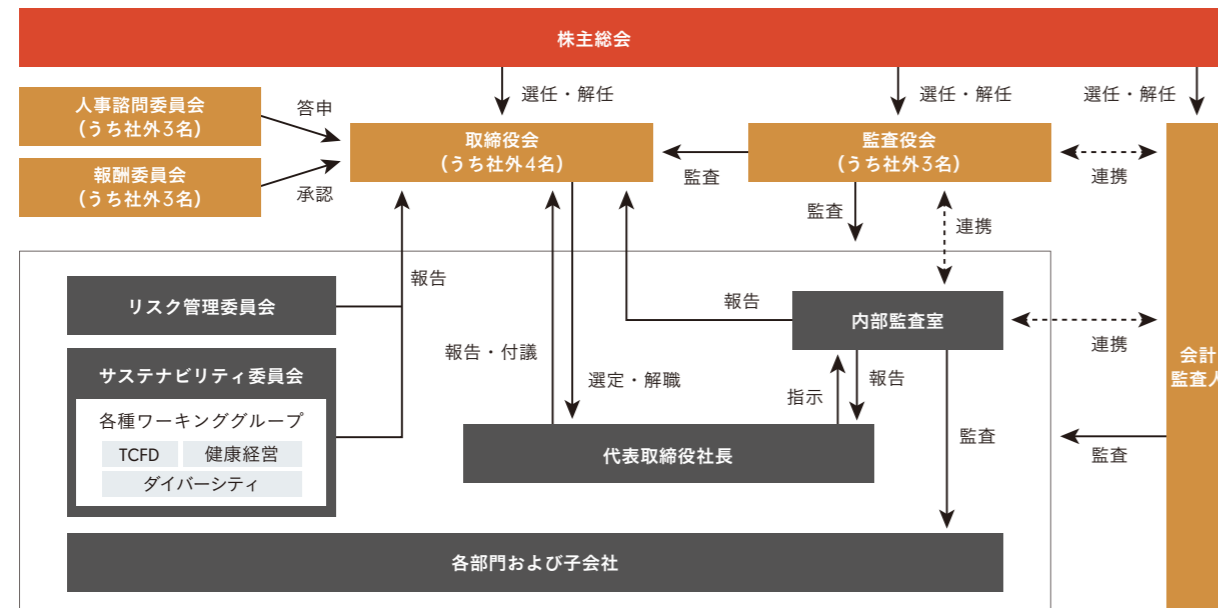 株主総会
選任・解任
選任・解任
選任・解任
人事諮問委員会
(うち社外3名)
答申
報酬委員会
(うち社外3名)
承認
取締役会
(うち社外4名)
監査
監査役会
(うち社外3名)
連携
監査
連携
報告
リスク管理委員会
サステナビリティ委員会
各種ワーキンググループ
TCFD
健康経営
ダイバーシティ
報告・付議
選定・解職
報告
内部監査室
連携
会計
監査人
指示
報告
監査
監査
代表取締役社長
各部門および子会社